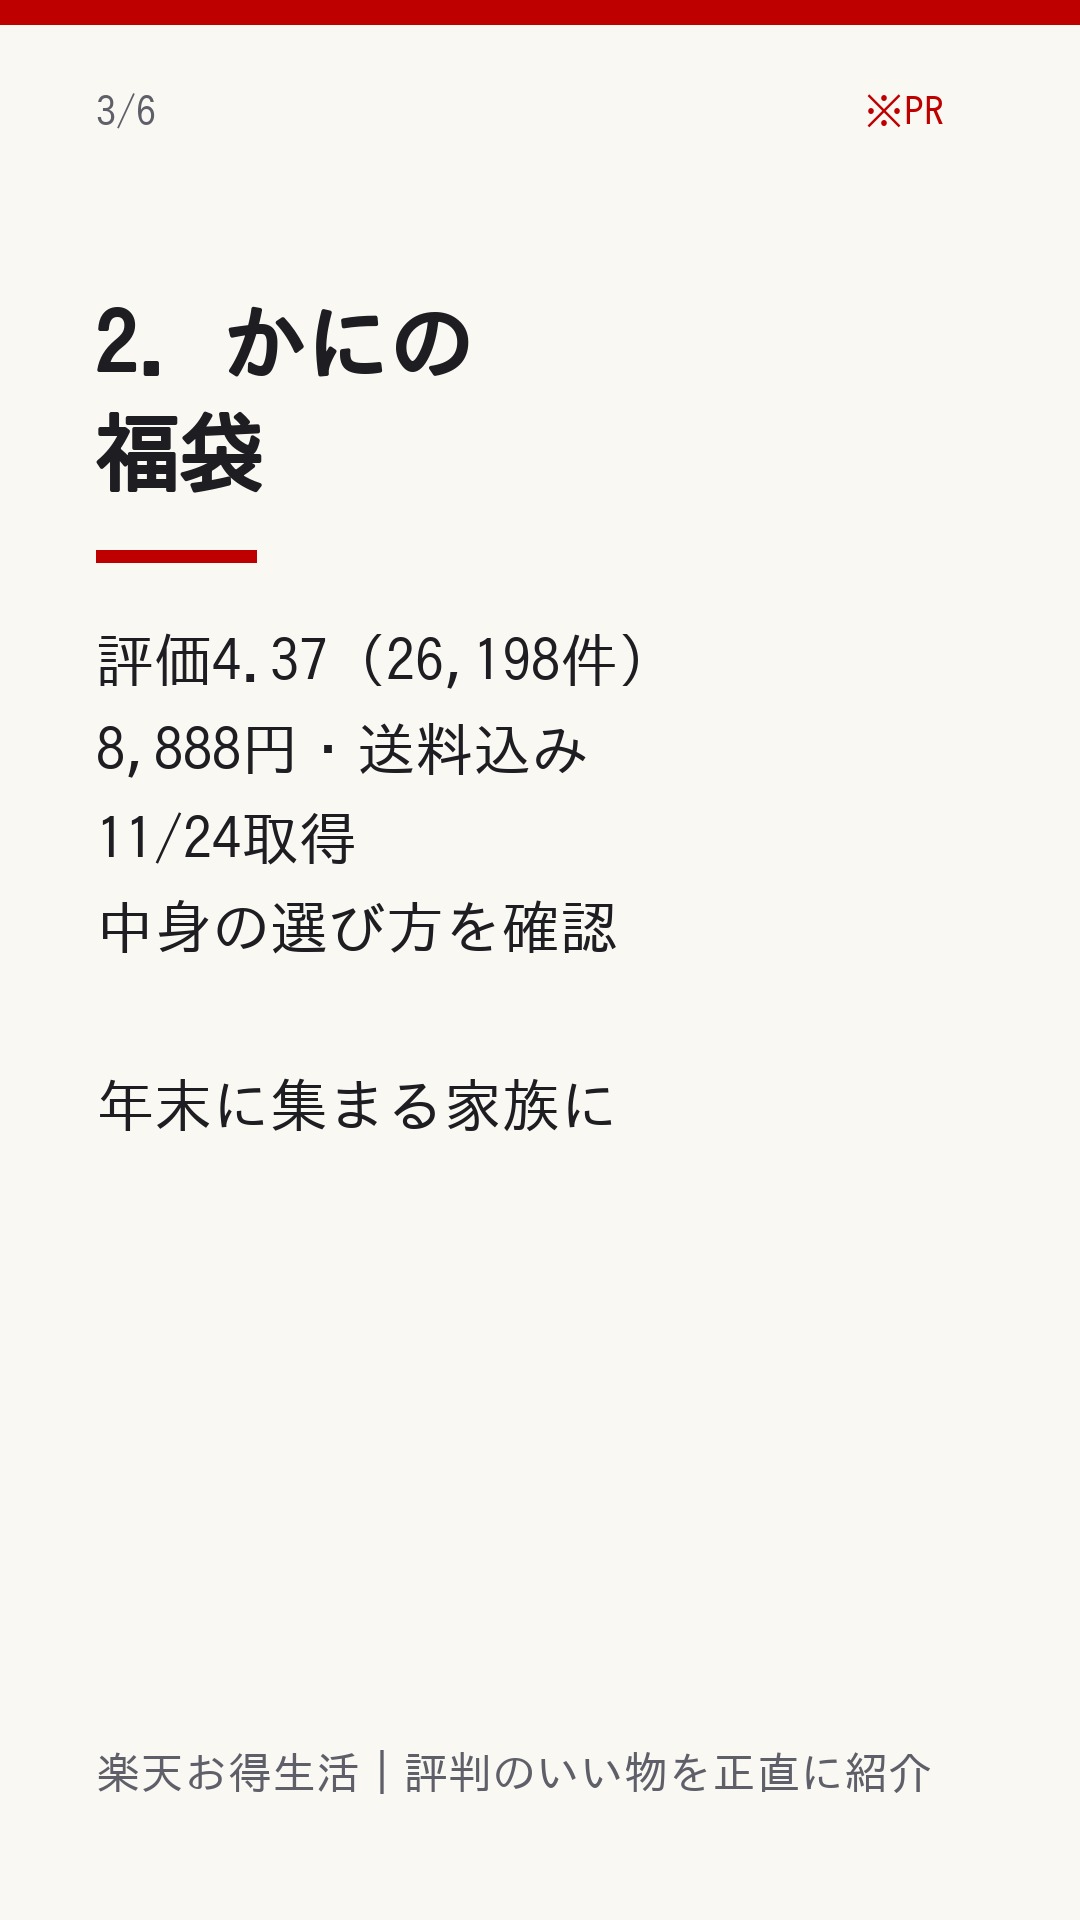 3/6
※PR
2. かにの
福袋
評価4.37（26,198件）
8,888円・送料込み
11/24取得
中身の選び方を確認
年末に集まる家族に
楽天お得生活｜評判のいい物を正直に紹介